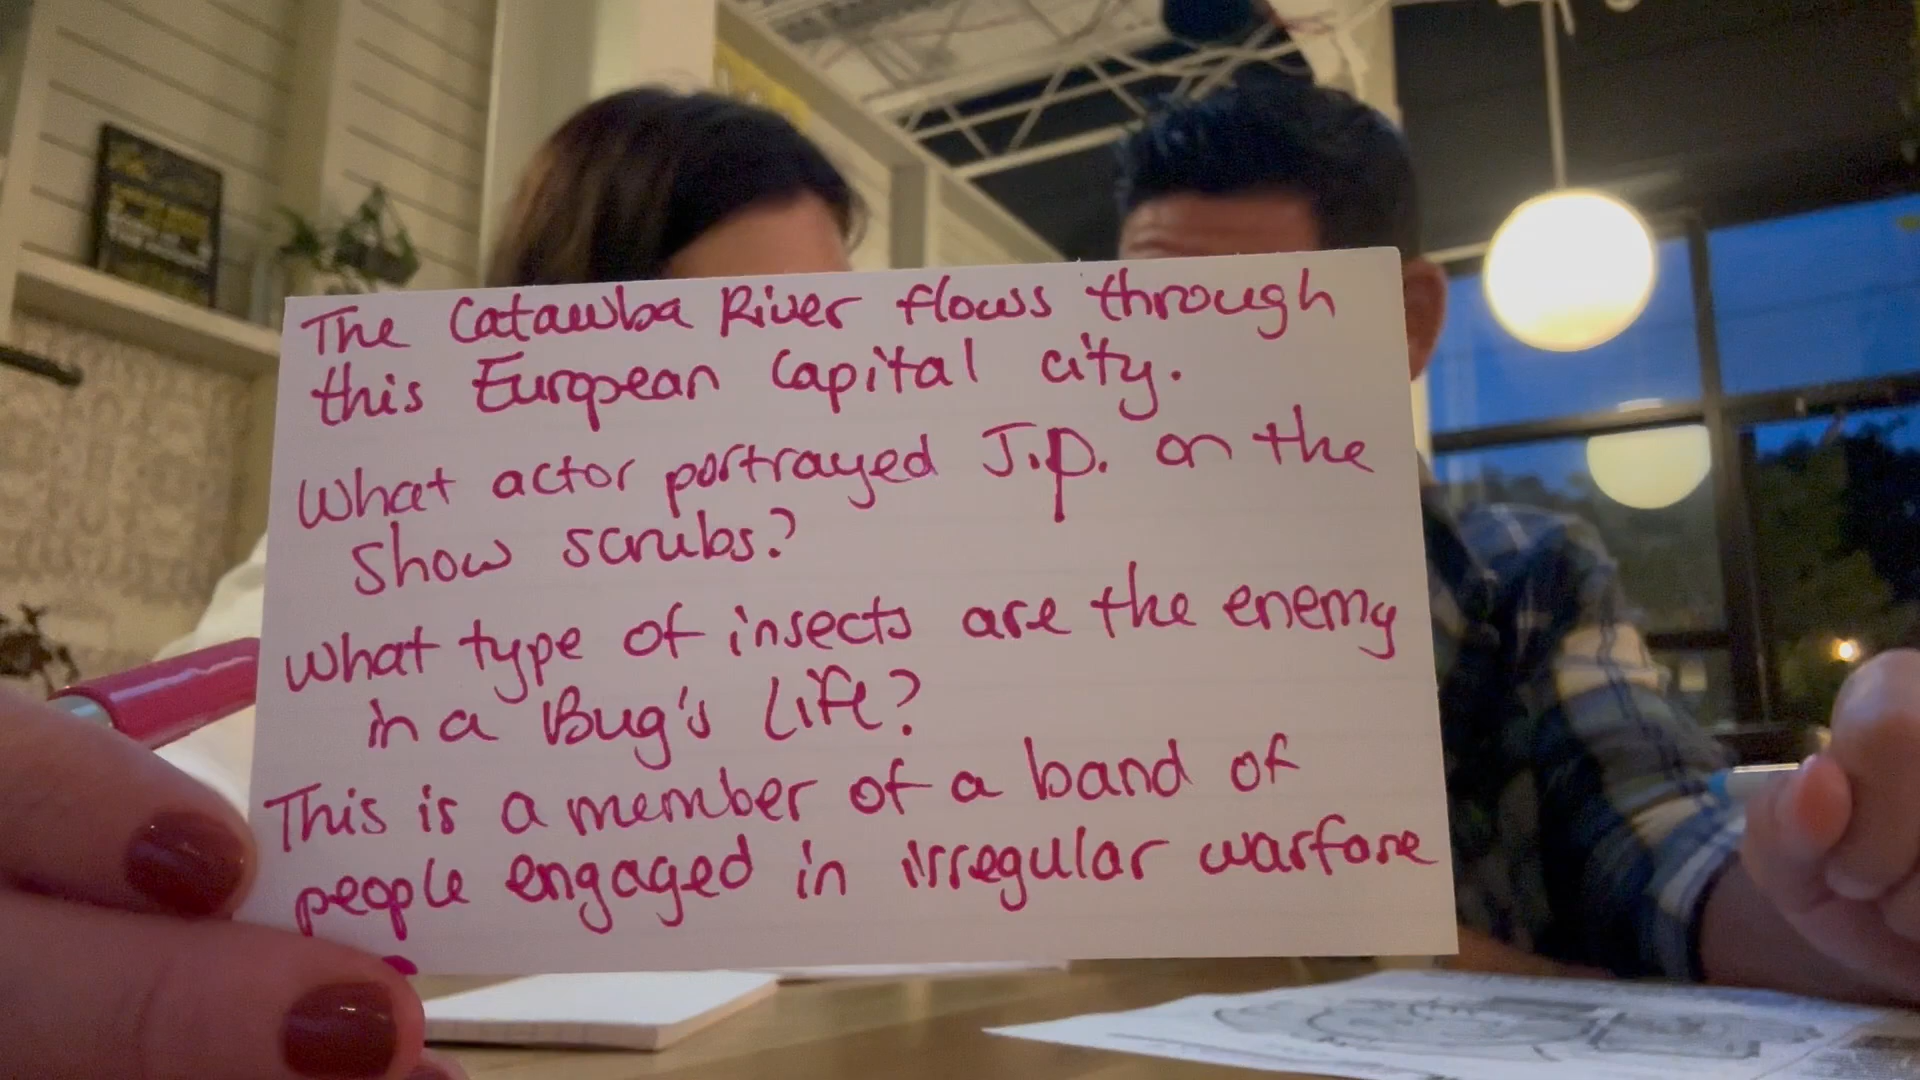 The Catawba River flows through
this European Capital city.
What actor portrayed J.D. on the
show scrubs?
What type of insects are the enemy
in a Bug's Life?
This is a member of a band of
people engaged in irregular warfare